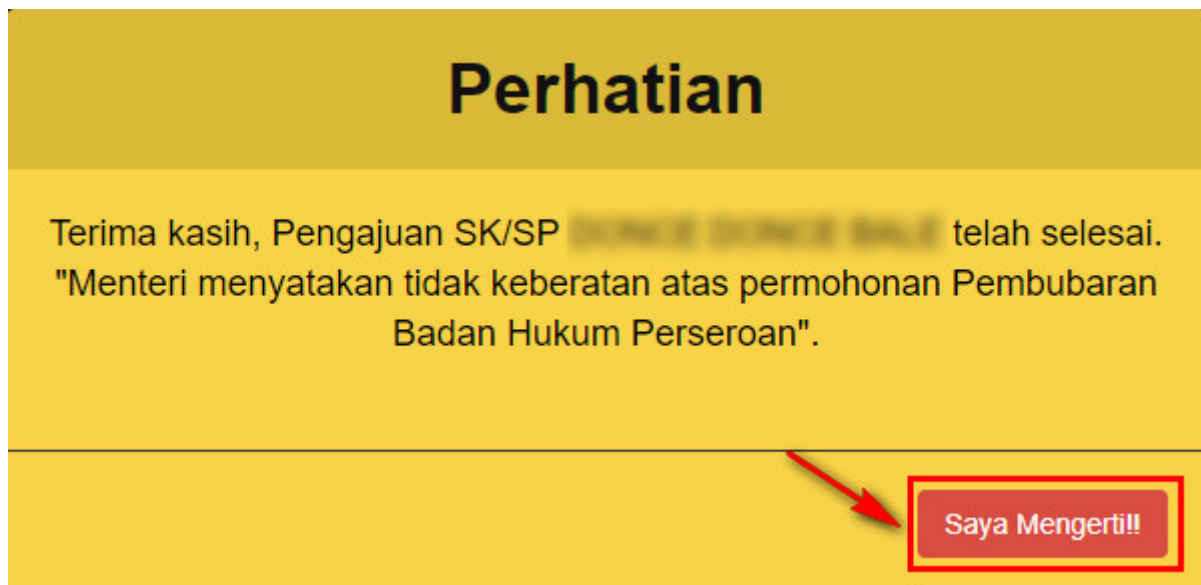 Perhatian
Terima kasih, Pengajuan SK/SP telah selesai.
"Menteri menyatakan tidak keberatan atas permohonan Pembubaran
Badan Hukum Perseroan".
Saya Mengerti!!